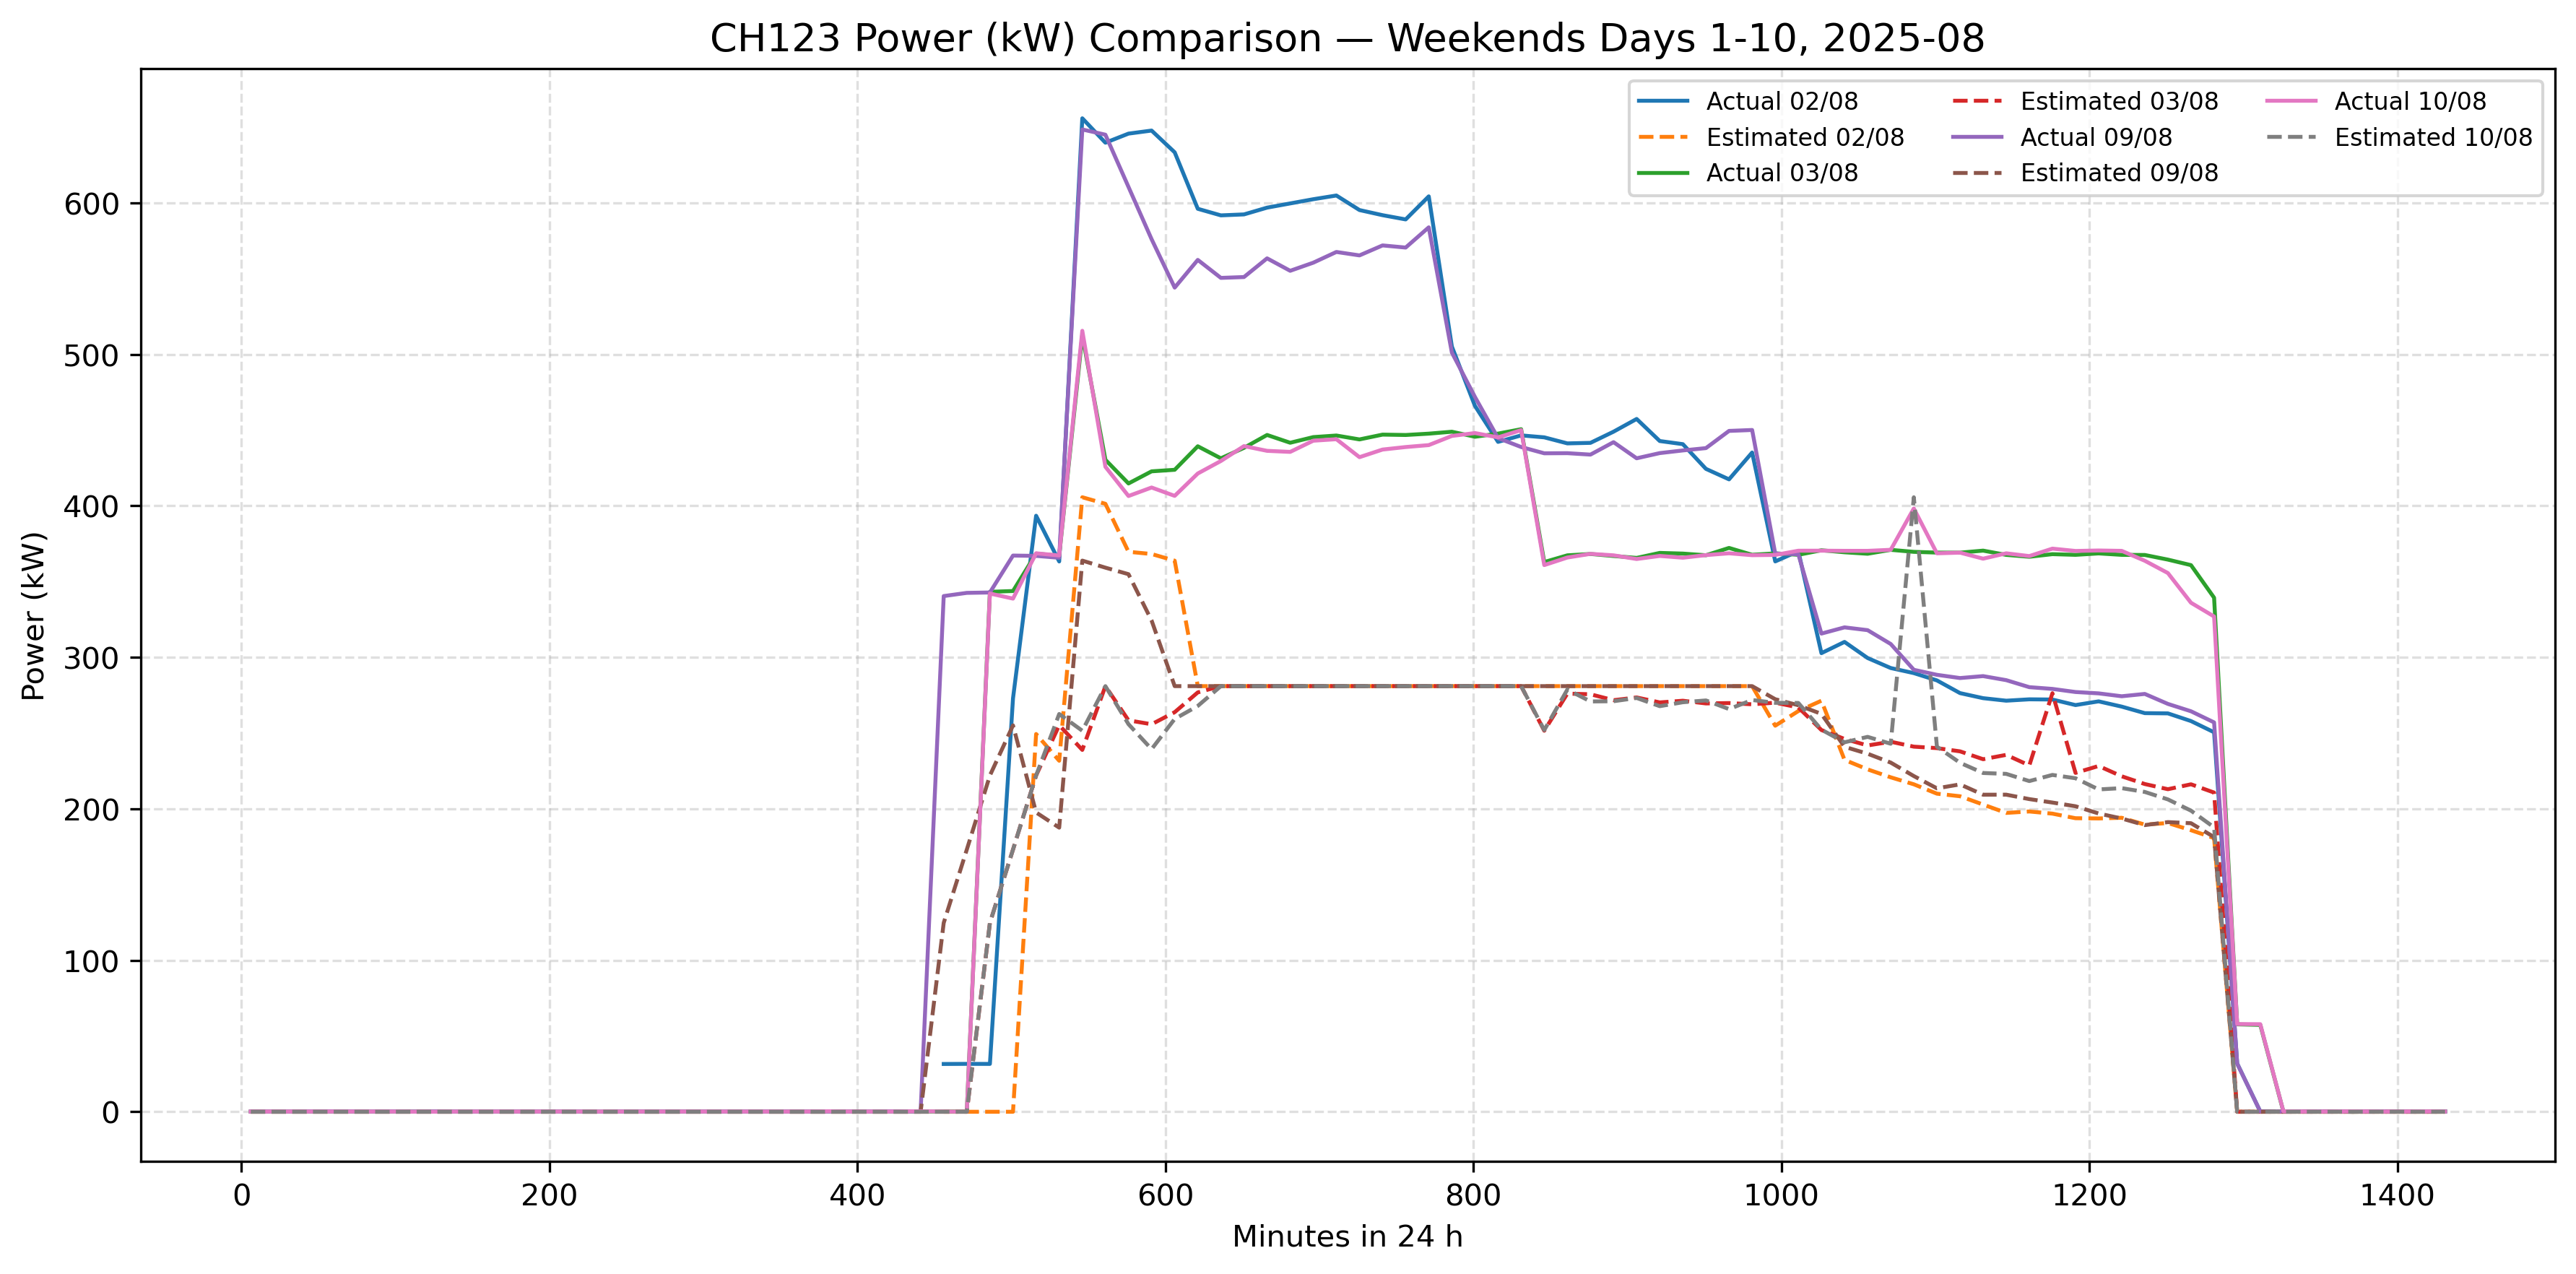 CH123 Power (kW) Comparison — Weekends Days 1-10, 2025-08
Actual 02/08
Estimated 02/08
Actual 03/08
Estimated 03/08
Actual 09/08
Estimated 09/08
Actual 10/08
Estimated 10/08
Power (kW)
600
500
400
300
200
100
0
0 200 400 600 800 1000 1200 1400
Minutes in 24 h